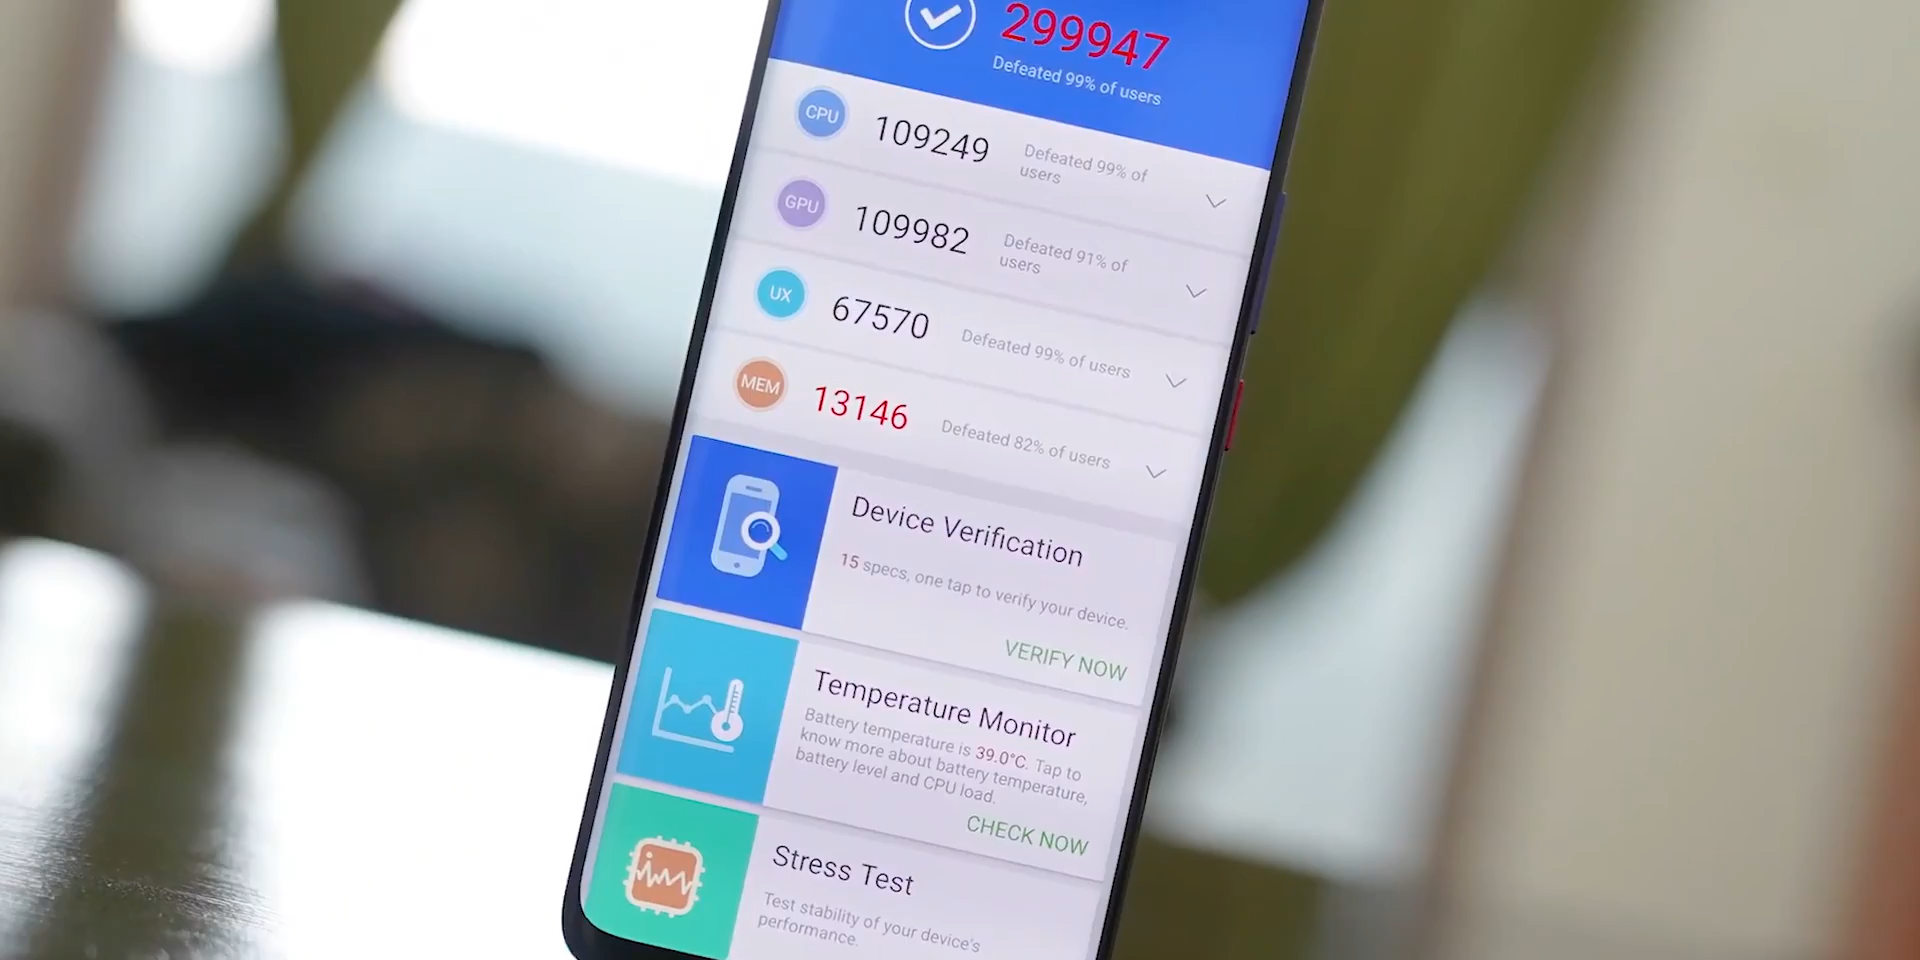 299947
Defeated 99% of users
CPU
109249
Defeated 99% of
users
GPU
109982
Defeated 91% of
users
UX
67570
Defeated 99% of users
MEM
13146
Defeated 82% of users
Device Verification
15 specs, one tap to verify your device.
VERIFY NOW
Temperature Monitor
Battery temperature is 39.0°C. Tap to
know more about battery temperature,
battery level and CPU load.
CHECK NOW
Stress Test
Test stability of your device's
performance.